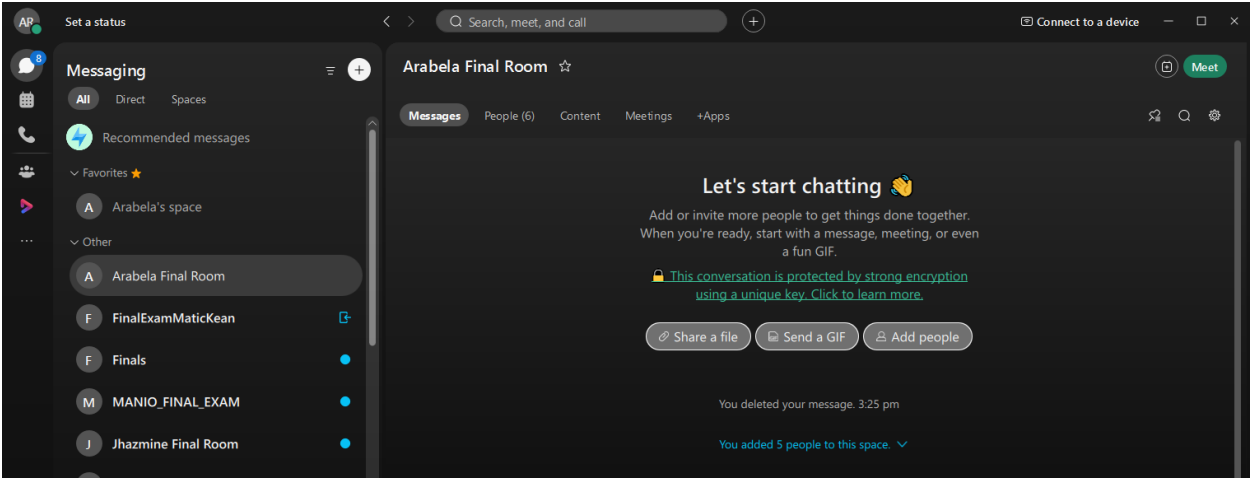 AR
Set a status
Search, meet, and call
Connect to a device
8
Messaging
All Direct Spaces
Recommended messages
Favorites
A Arabela's space
Other
A Arabela Final Room
F FinalExamMaticKean
F Finals
M MANIO_FINAL_EXAM
J Jhazmine Final Room
Arabela Final Room
Meet
Messages People (6) Content Meetings +Apps
Let's start chatting
Add or invite more people to get things done together.
When you're ready, start with a message, meeting, or even
a fun GIF.
This conversation is protected by strong encryption
using a unique key. Click to learn more.
Share a file Send a GIF Add people
You deleted your message. 3:25 pm
You added 5 people to this space.